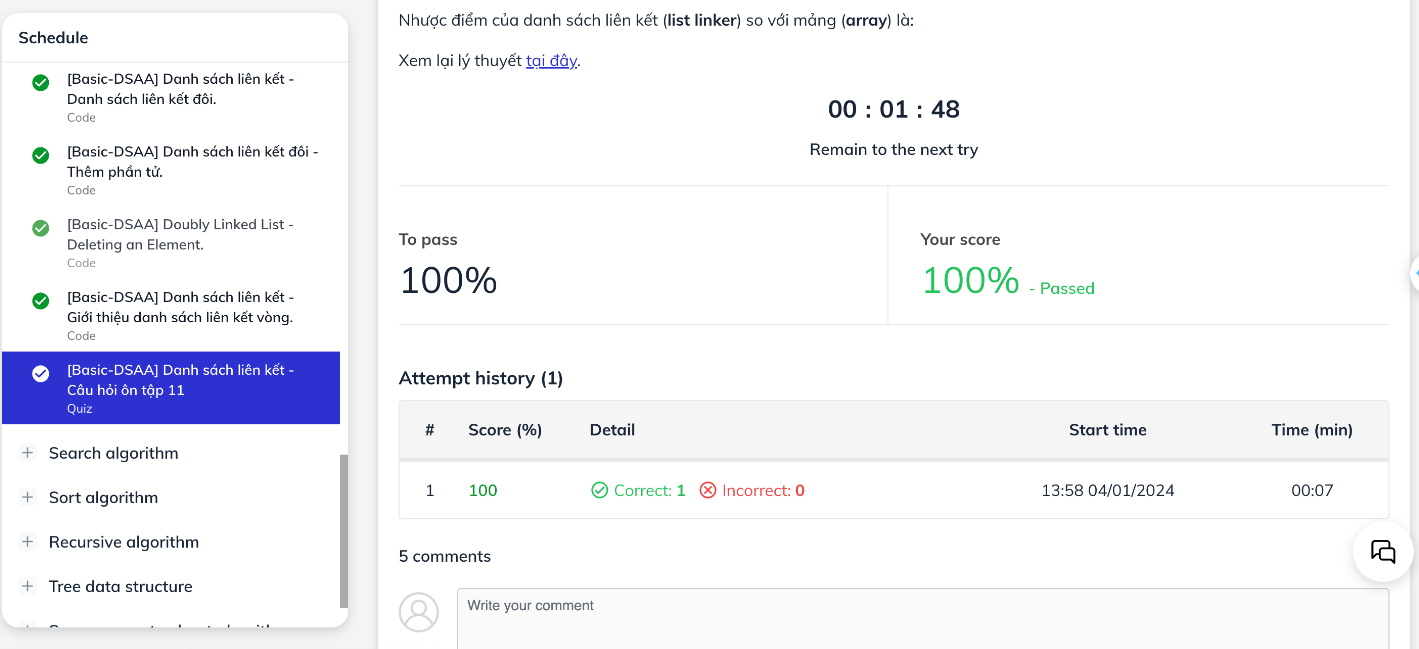 Schedule
[Basic-DSAA] Danh sách liên kết -
Danh sách liên kết đôi.
Code
[Basic-DSAA] Danh sách liên kết đôi -
Thêm phần tử.
Code
[Basic-DSAA] Doubly Linked List -
Deleting an Element.
Code
[Basic-DSAA] Danh sách liên kết -
Giới thiệu danh sách liên kết vòng.
Code
[Basic-DSAA] Danh sách liên kết -
Câu hỏi ôn tập 11
Quiz
Search algorithm
Sort algorithm
Recursive algorithm
Tree data structure
Nhược điểm của danh sách liên kết (list linker) so với mảng (array) là:
Xem lại lý thuyết tại đây.
00 : 01 : 48
Remain to the next try
To pass
100%
Your score
100% - Passed
Attempt history (1)
# Score (%) Detail Start time Time (min)
1 100 Correct: 1 Incorrect: 0 13:58 04/01/2024 00:07
5 comments
Write your comment